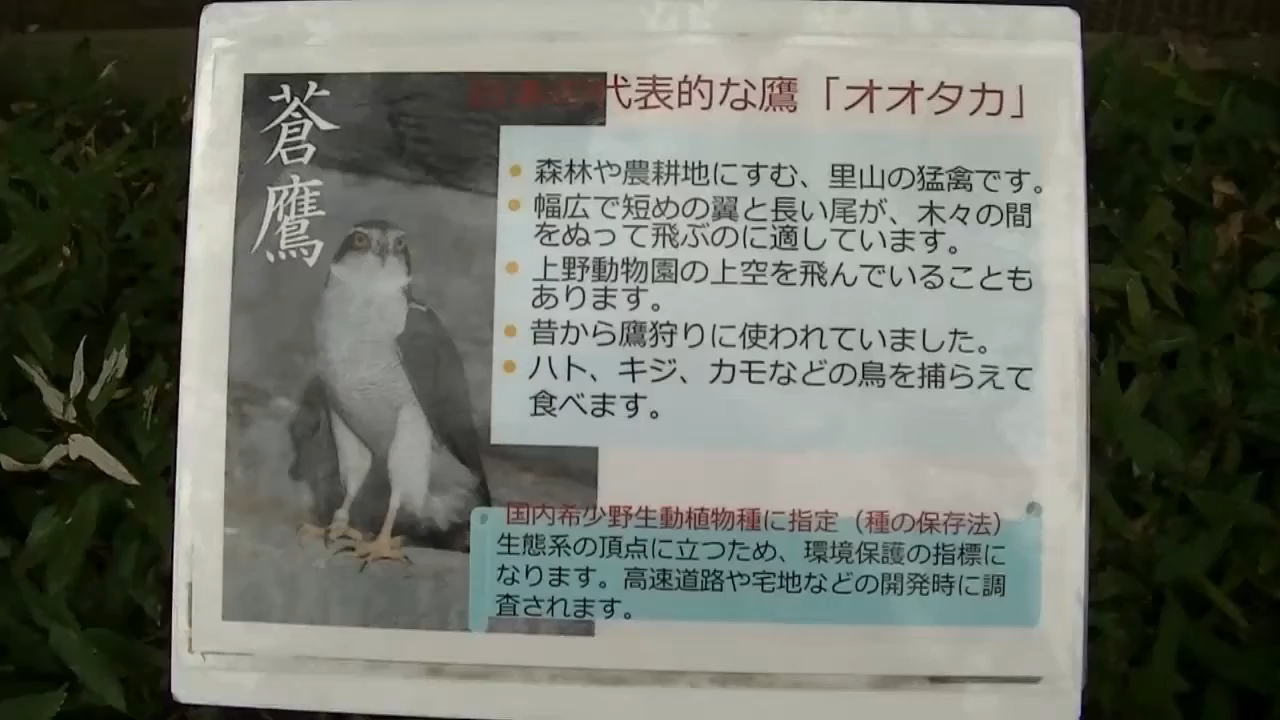 蒼鷹
代表的な鷹「オオタカ」
森林や農耕地にすむ、里山の猛禽です。
幅広で短めの翼と長い尾が、木々の間
をぬって飛ぶのに適しています。
上野動物園の上空を飛んでいることも
あります。
昔から鷹狩りに使われていました。
ハト、キジ、カモなどの鳥を捕らえて
食べます。
国内希少野生動植物種に指定（種の保存法）
生態系の頂点に立つため、環境保護の指標に
なります。高速道路や宅地などの開発時に調
査されます。